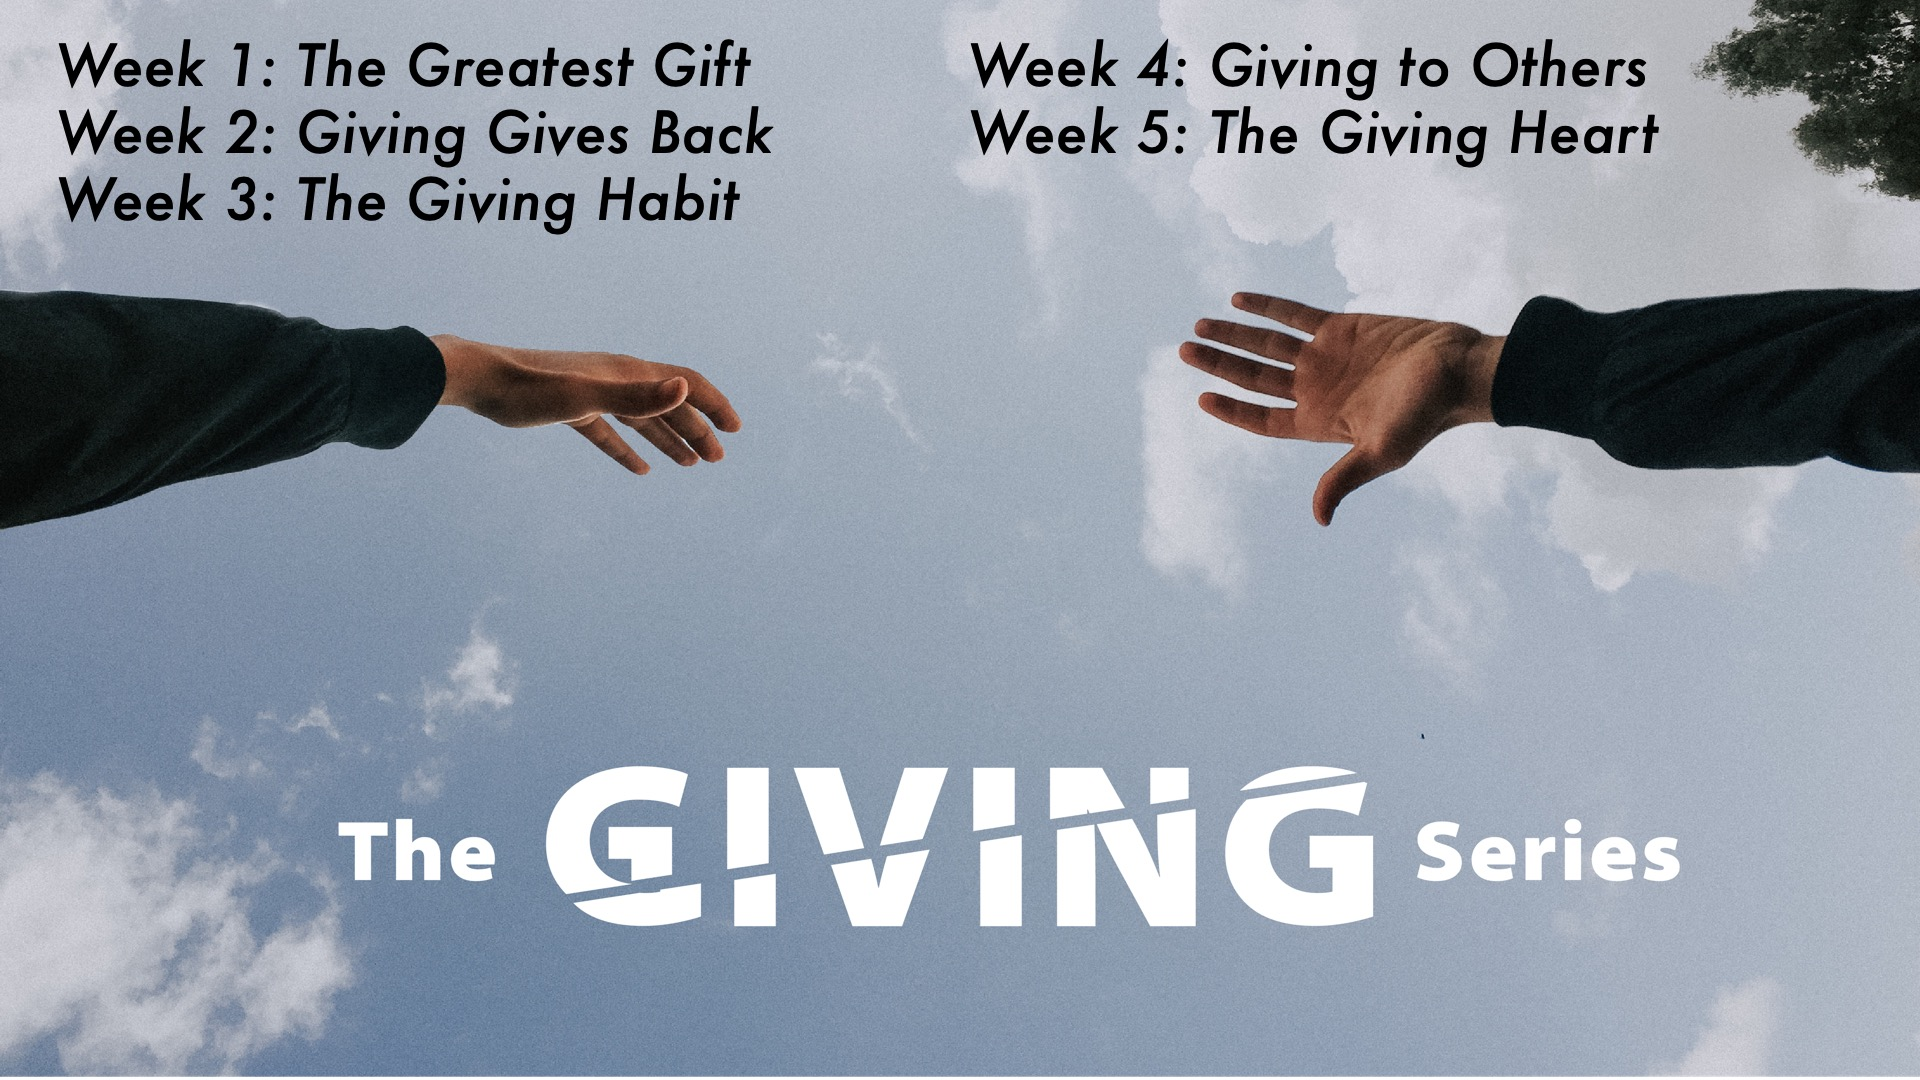 Week 1: The Greatest Gift
Week 2: Giving Gives Back
Week 3: The Giving Habit
Week 4: Giving to Others
Week 5: The Giving Heart
The GIVING Series